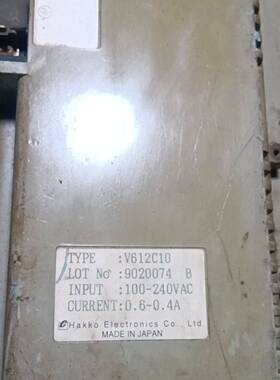 TYPE :V612C10
LOT No :9020074 B
INPUT :100-240VAC
CURRENT:0.6-0.4A
Hakko Electronics Co., Ltd.
MADE IN JAPAN